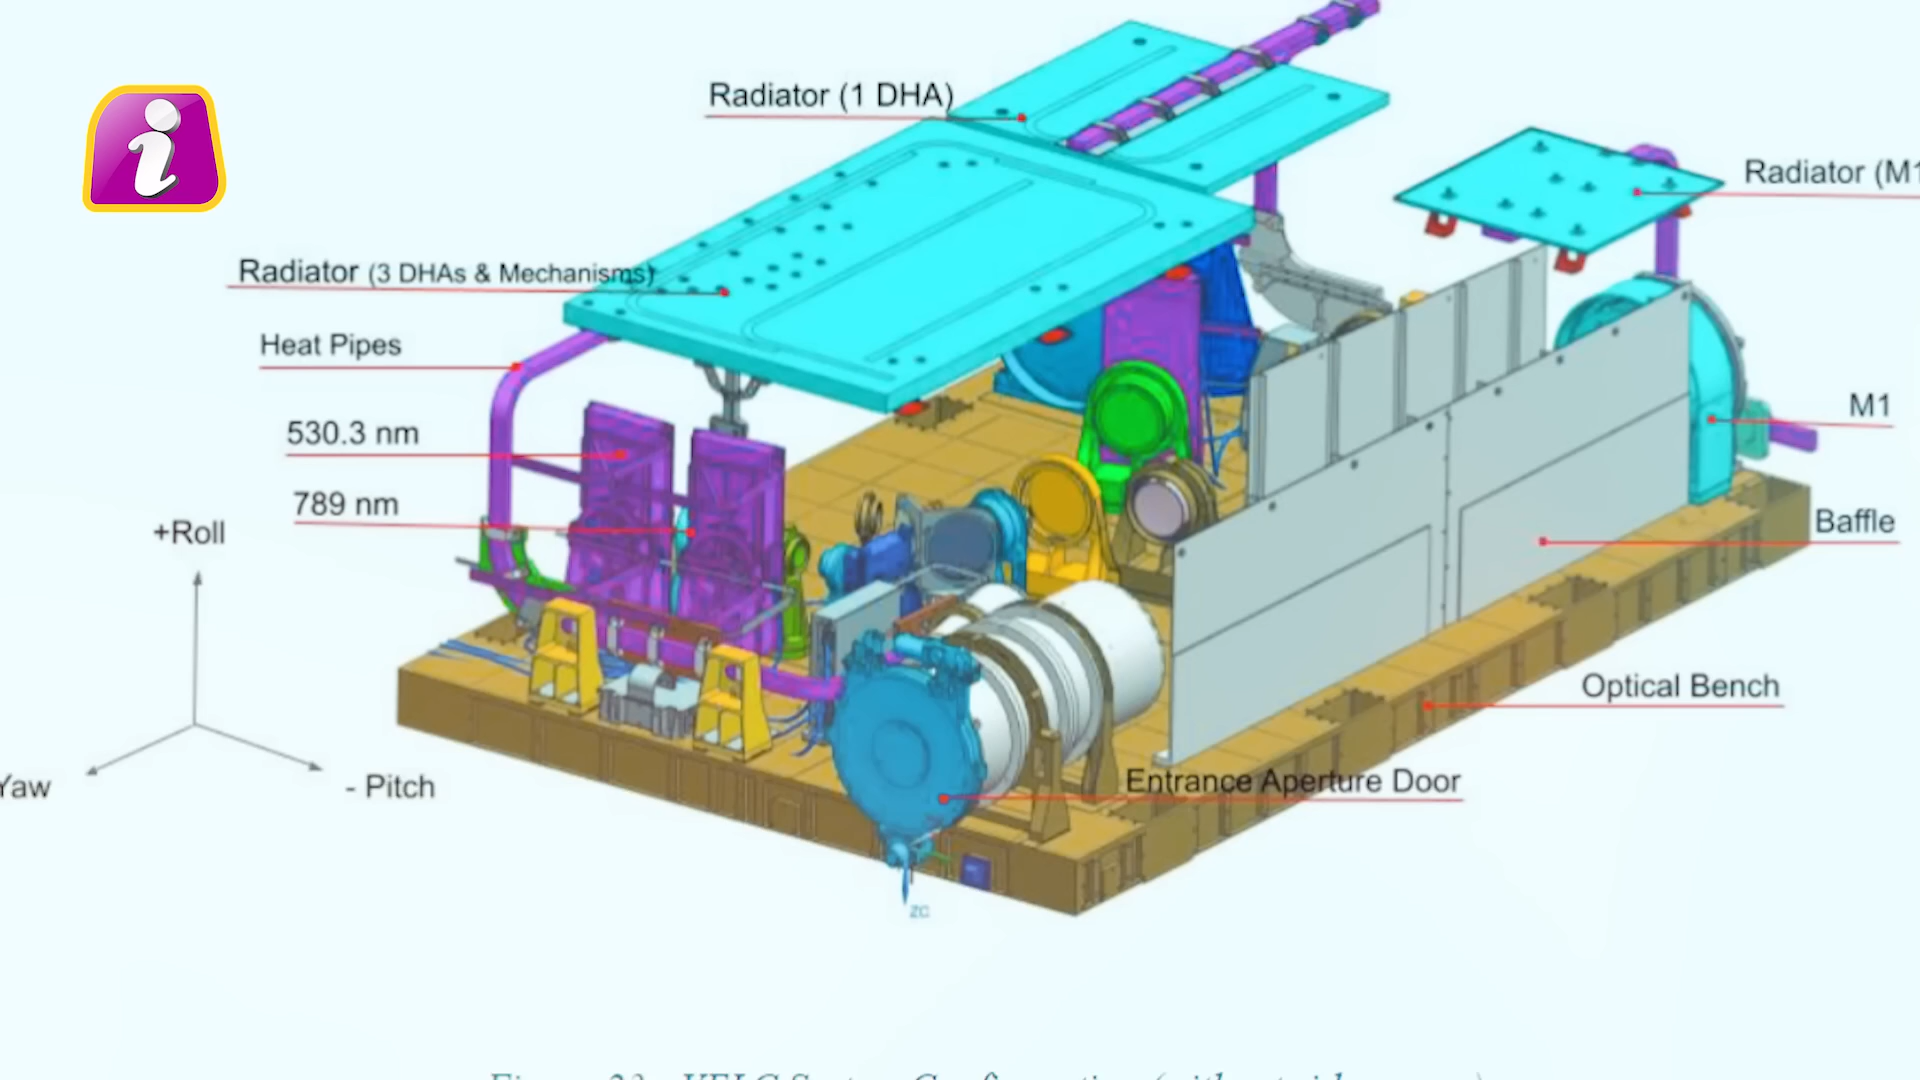 Radiator (1 DHA)
Radiator (M1
Radiator (3 DHAs & Mechanisms)
Heat Pipes
530.3 nm
M1
789 nm
+Roll
Baffle
Optical Bench
Yaw
- Pitch
Entrance Aperture Door
ZC